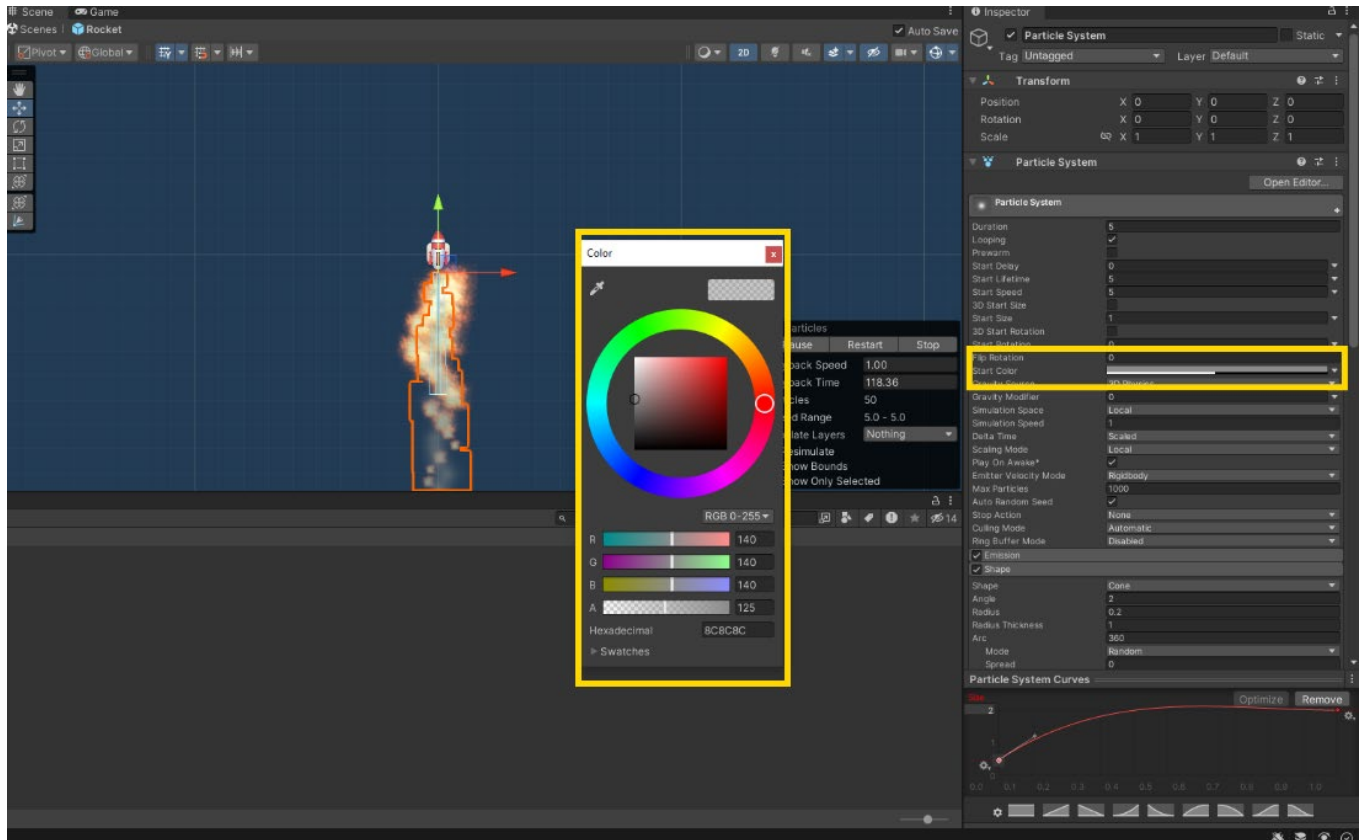 Scene Game
Scenes Rocket Auto Save
Pivot Global 2D
Color
Particles
Pause Restart Stop
back Speed 1.00
back Time 118.36
cles 50
d Range 5.0 - 5.0
late Layers Nothing
esimulate
how Bounds
how Only Selected
14
RGB 0-255
R 140
G 140
B 140
A 125
Hexadecimal 8C8C8C
Swatches
Inspector
Particle System Static
Tag Untagged Layer Default
Transform
Position X 0 Y 0 Z 0
Rotation X 0 Y 0 Z 0
Scale X 1 Y 1 Z 1
Particle System
Open Editor...
Particle System
Duration 5
Looping
Prewarm
Start Delay 0
Start Lifetime 5
Start Speed 5
3D Start Size
Start Size 1
3D Start Rotation
Start Rotation 0
Flip Rotation 0
Start Color
Gravity Source 3D Physics
Gravity Modifier 0
Simulation Space Local
Simulation Speed 1
Delta Time Scaled
Scaling Mode Local
Play On Awake*
Emitter Velocity Mode Rigidbody
Max Particles 1000
Auto Random Seed
Stop Action None
Culling Mode Automatic
Ring Buffer Mode Disabled
Emission
Shape
Shape Cone
Angle 2
Radius 0.2
Radius Thickness 1
Arc 360
Mode Random
Spread 0
Particle System Curves
Size Optimize Remove
2
1
0
0.0 0.1 0.2 0.3 0.4 0.5 0.6 0.7 0.8 0.9 1.0